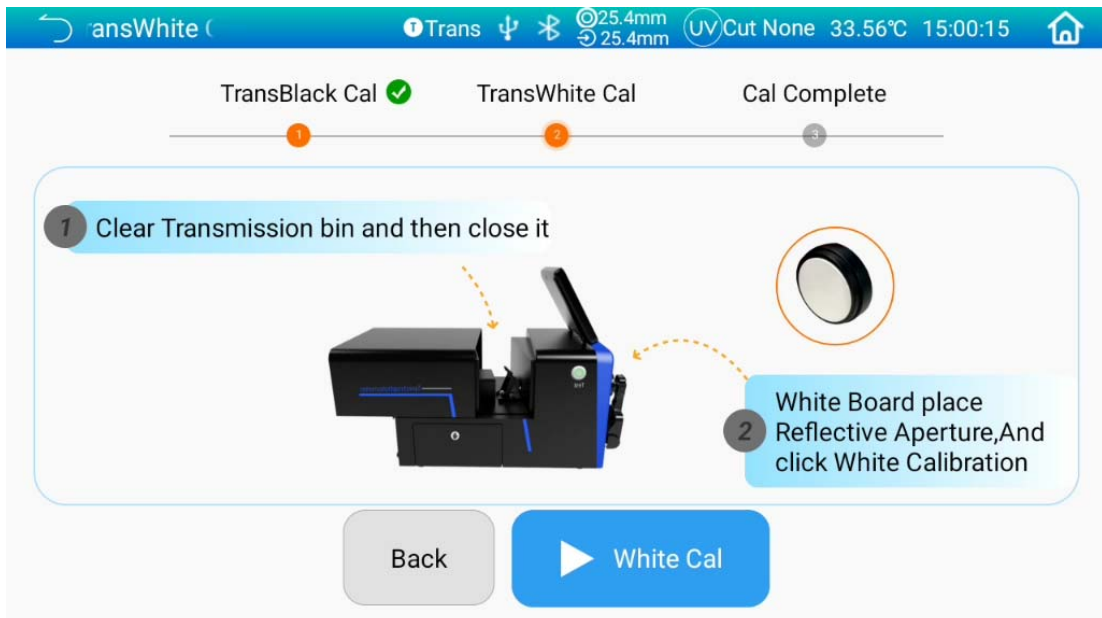 ansWhite (
Trans
25.4mm
25.4mm
UV Cut None
33.56℃
15:00:15
TransBlack Cal
TransWhite Cal
Cal Complete
1
2
3
1 Clear Transmission bin and then close it
White Board place
2 Reflective Aperture,And
click White Calibration
Back
White Cal